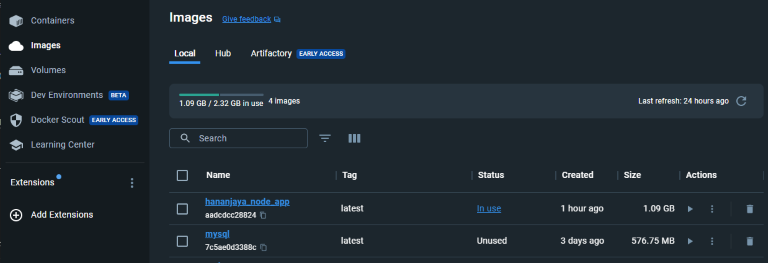 Containers
Images
Volumes
Dev Environments BETA
Docker Scout EARLY ACCESS
Learning Center
Extensions
Add Extensions
Images Give feedback
Local Hub Artifactory EARLY ACCESS
1.09 GB / 2.32 GB in use 4 images Last refresh: 24 hours ago
Search
Name Tag Status Created Size Actions
hananjaya_node_app
aadcdcc28824
latest In use 1 hour ago 1.09 GB
mysql
7c5ae0d3388c
latest Unused 3 days ago 576.75 MB